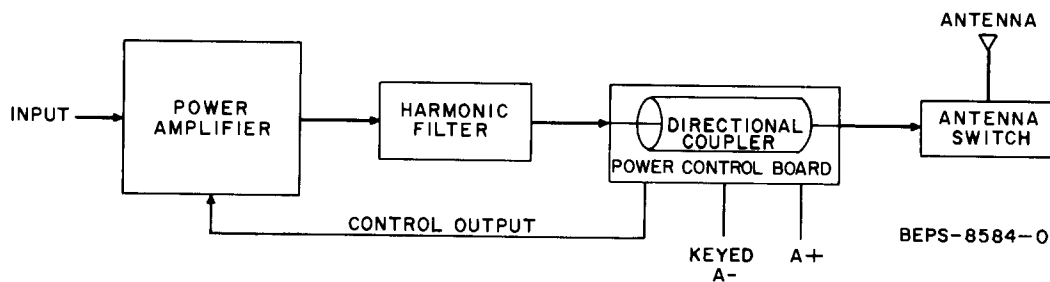 ANTENNA
INPUT
POWER
AMPLIFIER
HARMONIC
FILTER
DIRECTIONAL
COUPLER
POWER CONTROL BOARD
ANTENNA
SWITCH
CONTROL OUTPUT
KEYED
A-
A+
BEPS-8584-0